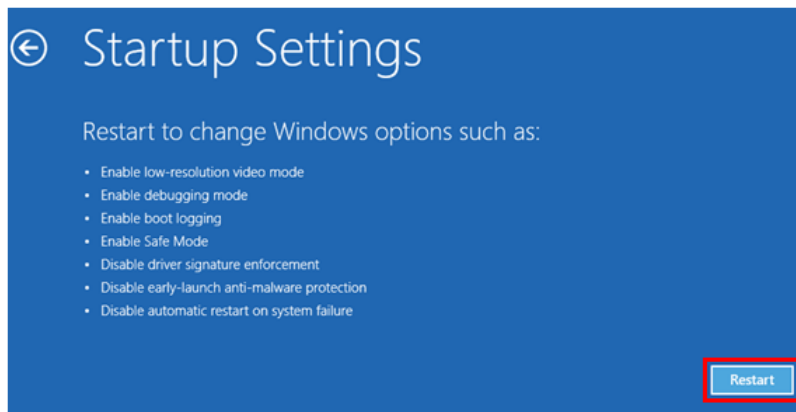 Startup Settings
Restart to change Windows options such as:
• Enable low-resolution video mode
• Enable debugging mode
• Enable boot logging
• Enable Safe Mode
• Disable driver signature enforcement
• Disable early-launch anti-malware protection
• Disable automatic restart on system failure
Restart